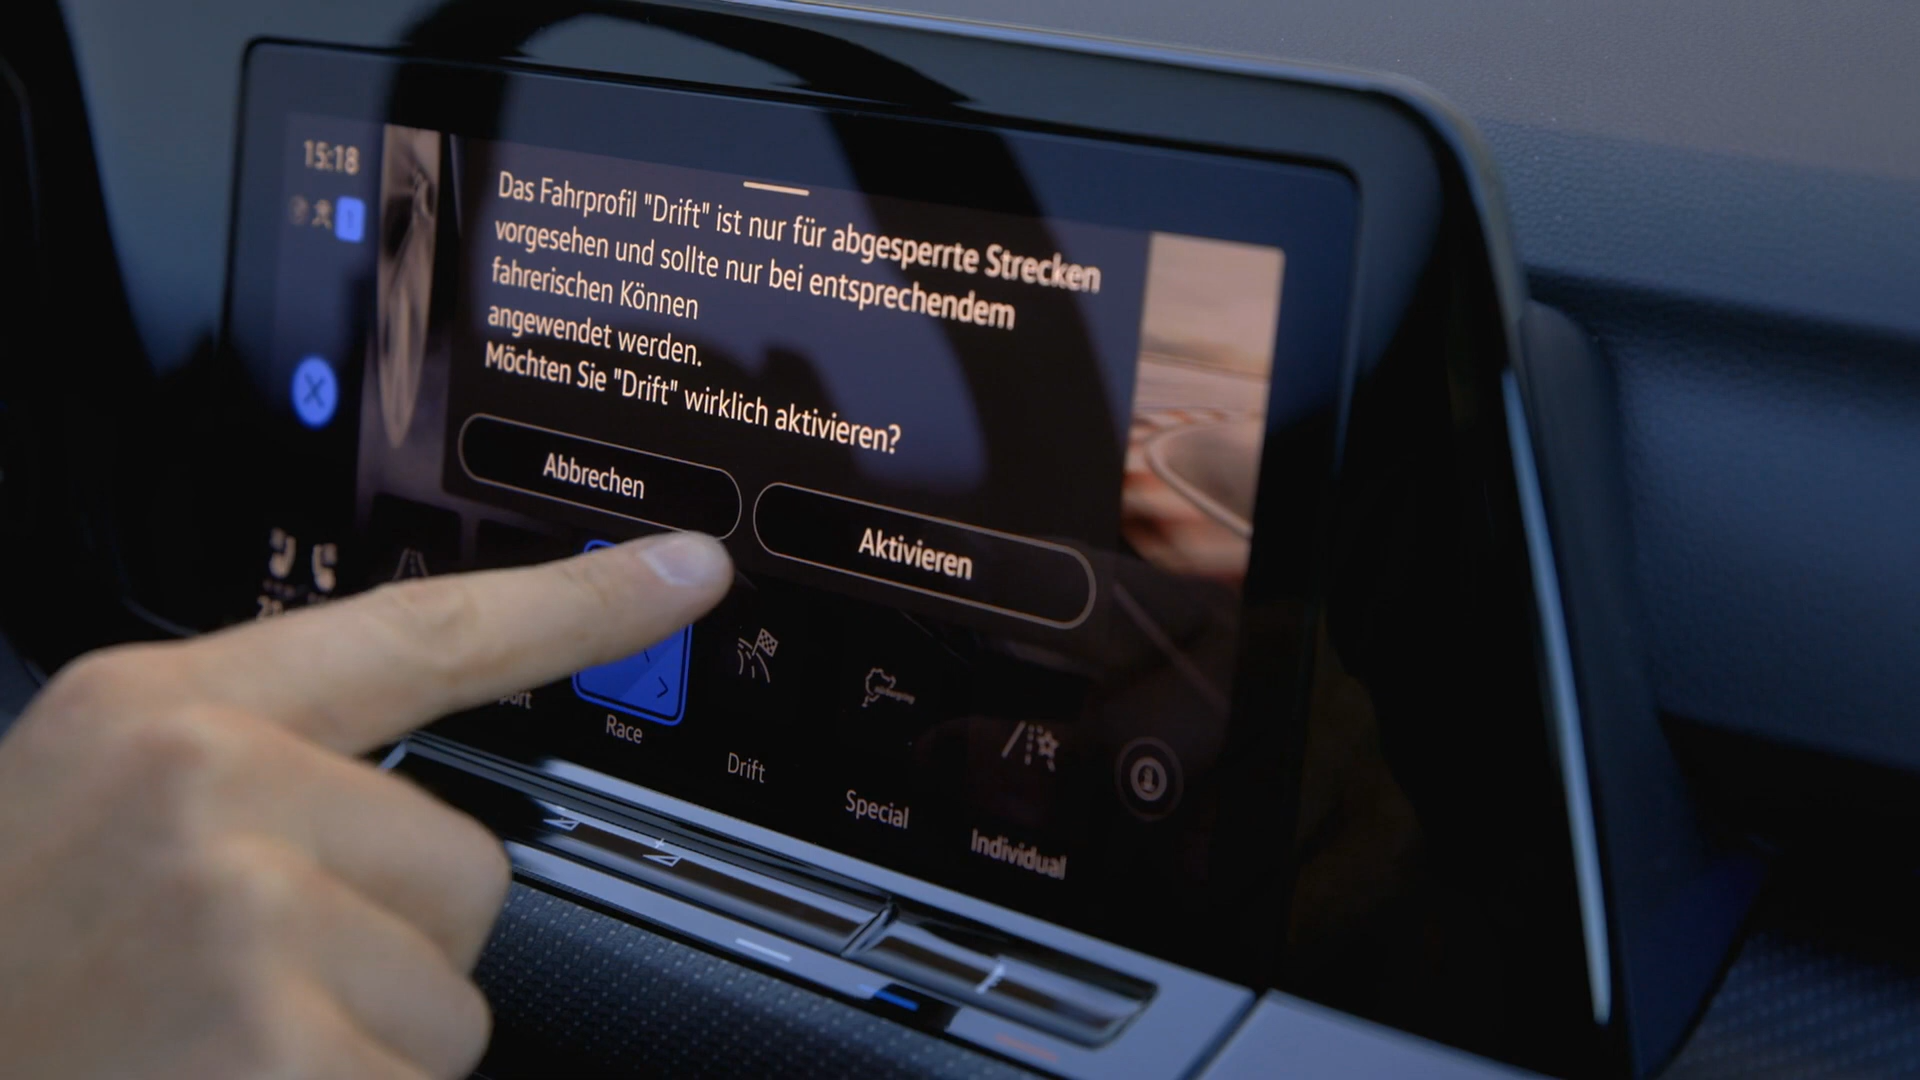 15:18
Das Fahrprofil "Drift" ist nur für abgesperrte Strecken
vorgesehen und sollte nur bei entsprechendem
fahrerischen Können
angewendet werden.
Möchten Sie "Drift" wirklich aktivieren?
Abbrechen
Aktivieren
Race
Drift
Special
Individual